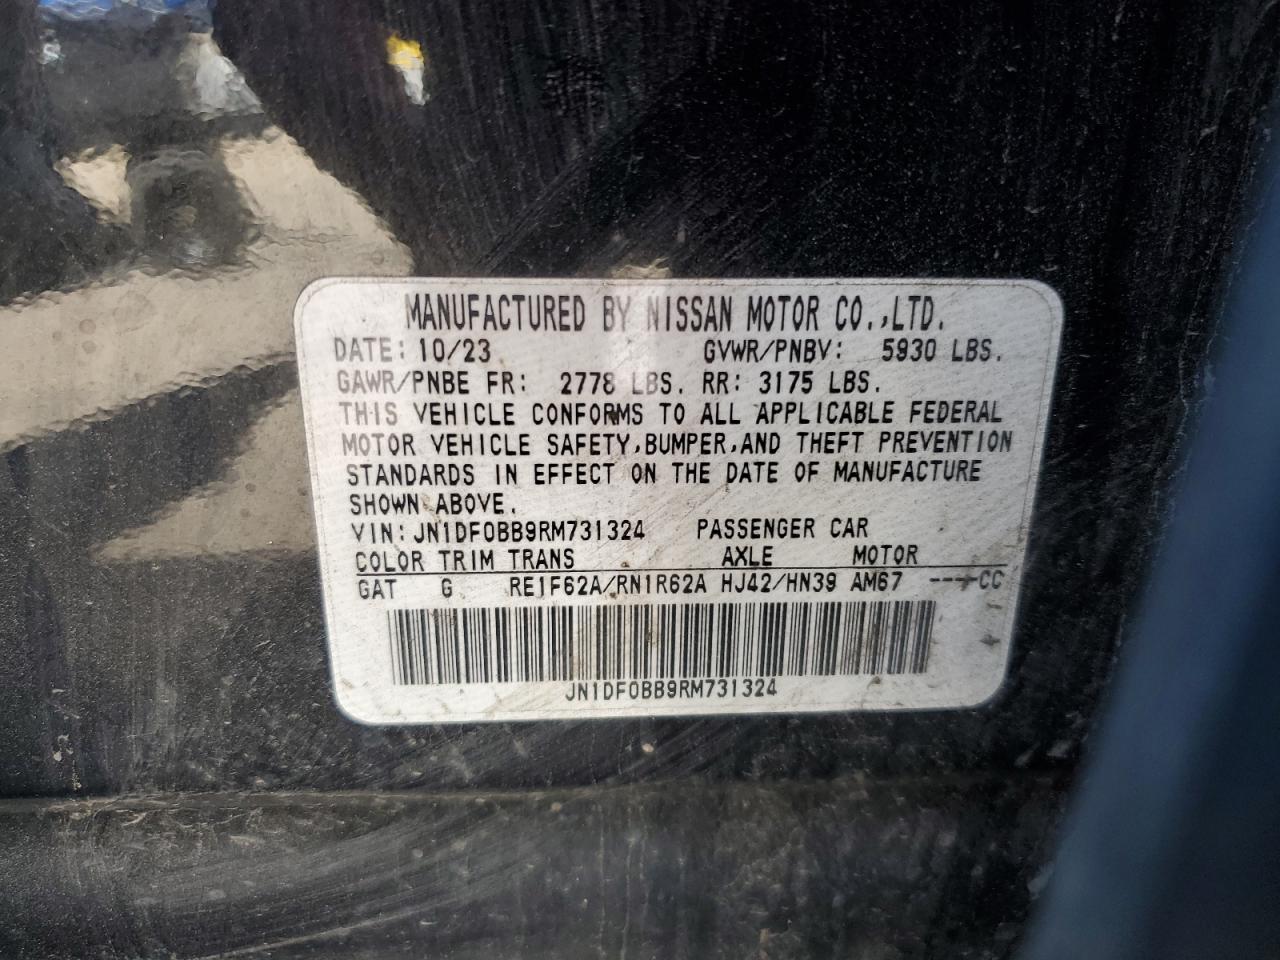 MANUFACTURED BY NISSAN MOTOR CO.,LTD.
DATE: 10/23 GVWR/PNBV: 5930 LBS.
GAWR/PNBE FR: 2778 LBS. RR: 3175 LBS.
THIS VEHICLE CONFORMS TO ALL APPLICABLE FEDERAL
MOTOR VEHICLE SAFETY,BUMPER,AND THEFT PREVENTION
STANDARDS IN EFFECT ON THE DATE OF MANUFACTURE
SHOWN ABOVE.
VIN: JN1DF0BB9RM731324 PASSENGER CAR
COLOR TRIM TRANS AXLE MOTOR
GAT G RE1F62A/RN1R62A HJ42/HN39 AM67 ----CC
JN1DF0BB9RM731324